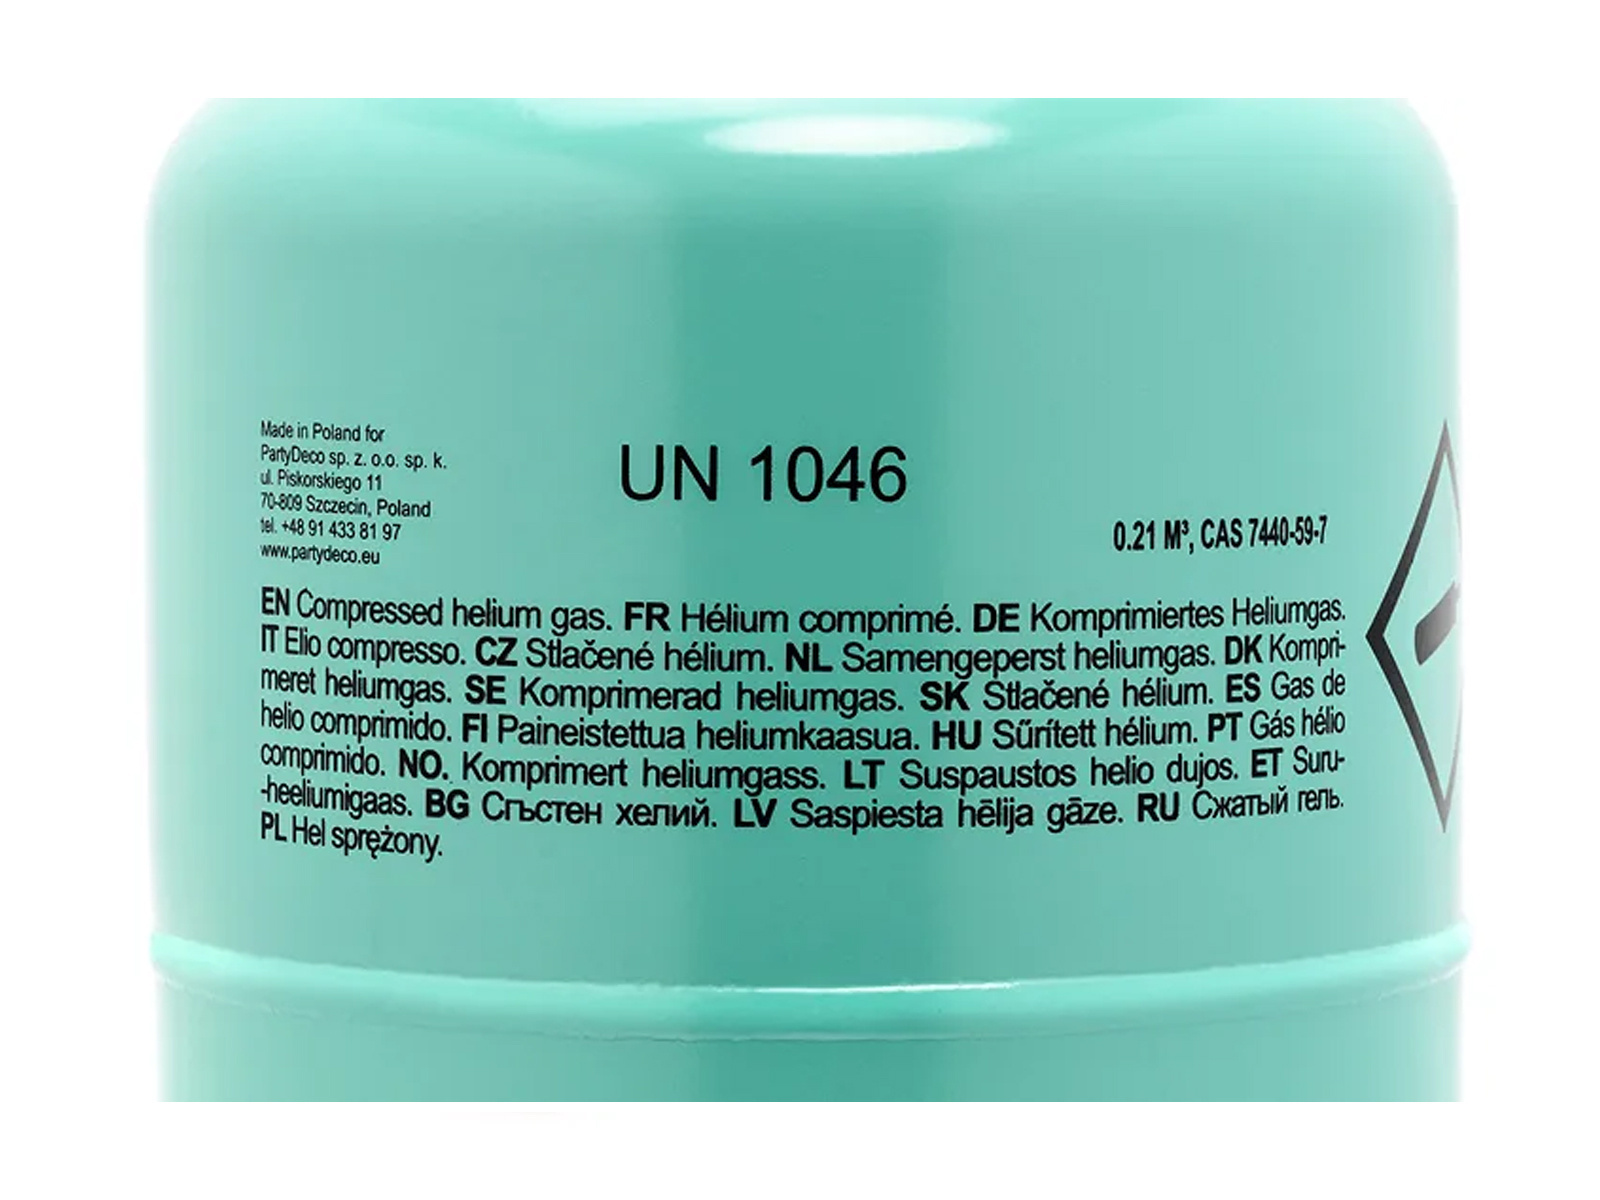 Made in Poland for
PartyDeco sp. z. o.o. sp. k.
ul. Piskorskiego 11
70-809 Szczecin, Poland
tel. +48 91 433 81 97
www.partydeco.eu
UN 1046
0.21 M³, CAS 7440-59-7
EN Compressed helium gas. FR Hélium comprimé. DE Komprimiertes Heliumgas.
IT Elio compresso. CZ Stlačené hélium. NL Samengeperst heliumgas. DK Kompri-
meret heliumgas. SE Komprimerad heliumgas. SK Stlačené hélium. ES Gas de
helio comprimido. FI Paineistettua heliumkaasua. HU Sűrített hélium. PT Gás hélio
comprimido. NO. Komprimert heliumgass. LT Suspaustos helio dujos. ET Suru-
-heeliumigaas. BG Сгъстен хелий. LV Saspiesta hēlija gāze. RU Сжатый гель.
PL Hel sprężony.